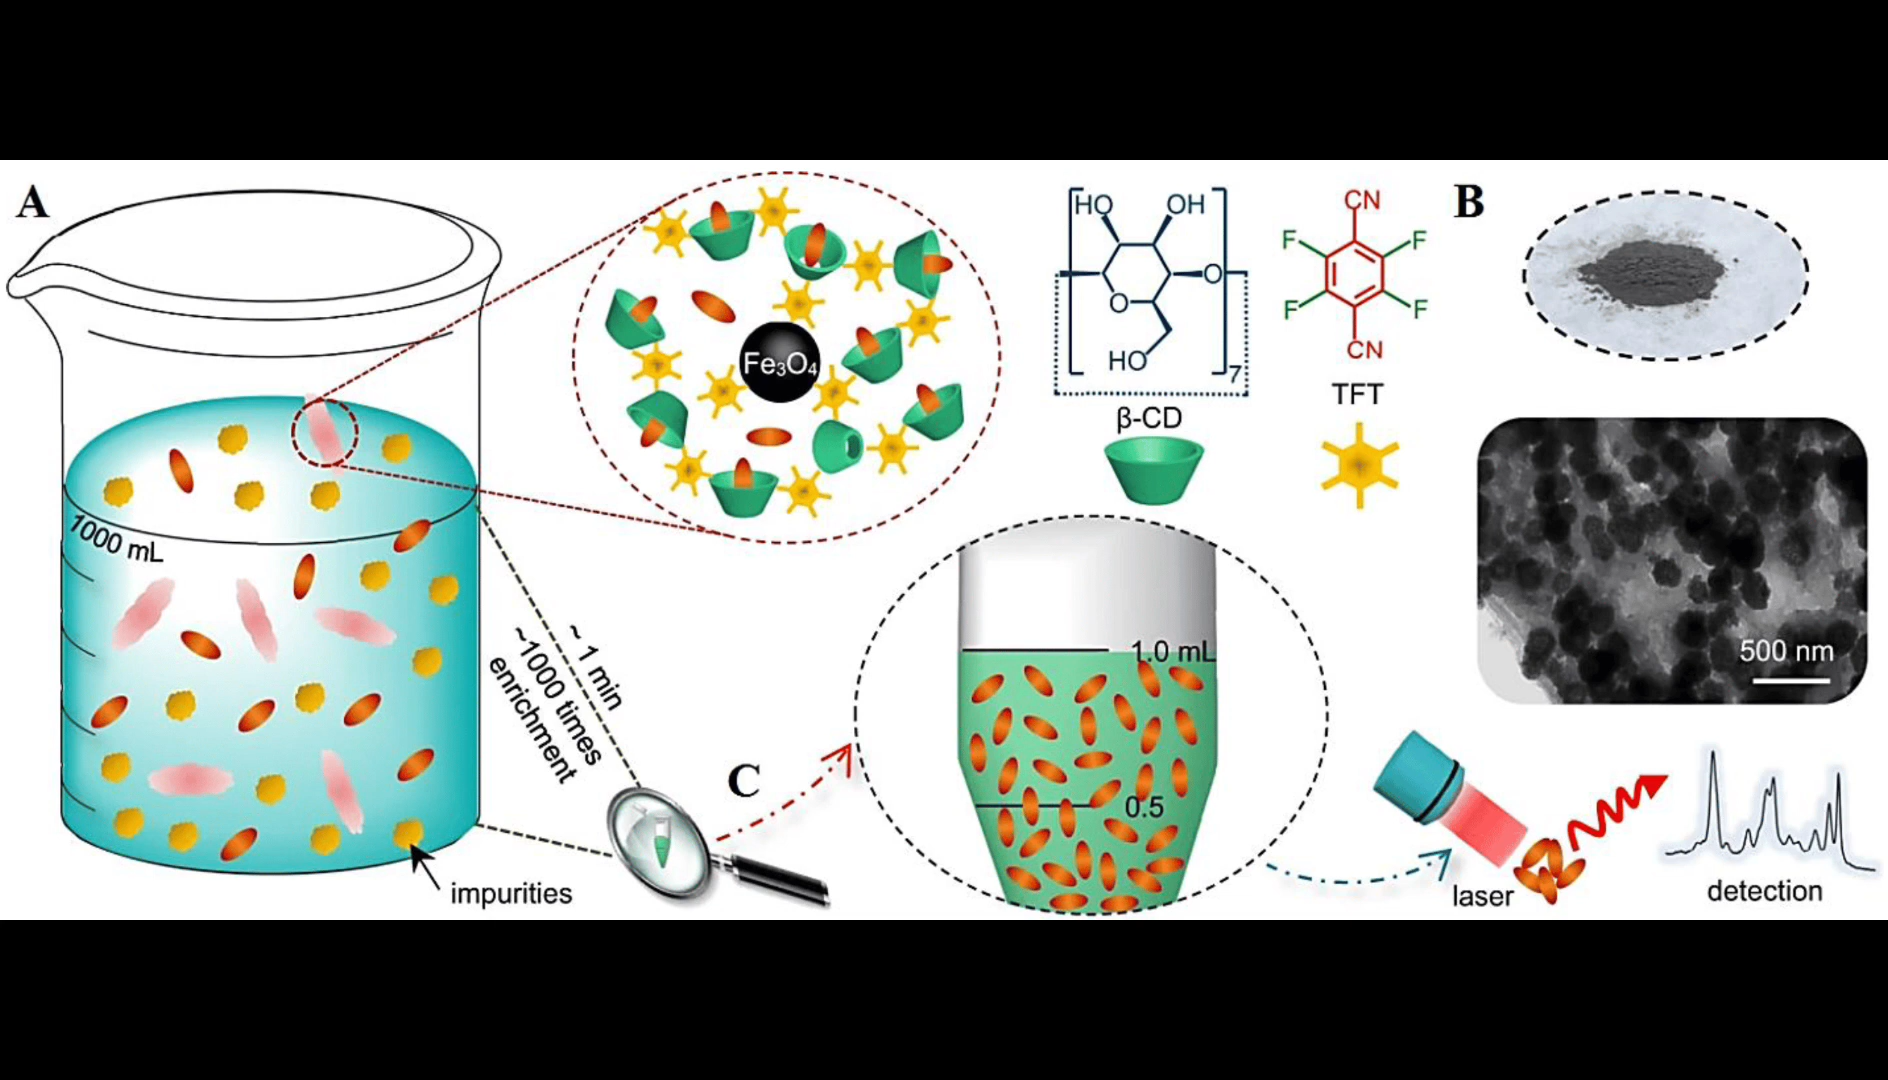 A
1000 mL
impurities
~ 1 min
~1000 times
enrichment
Fe₃O₄
HO
OH
O
O
HO
7
β-CD
CN
F
F
F
F
CN
TFT
B
500 nm
C
1.0 mL
0.5
laser
detection